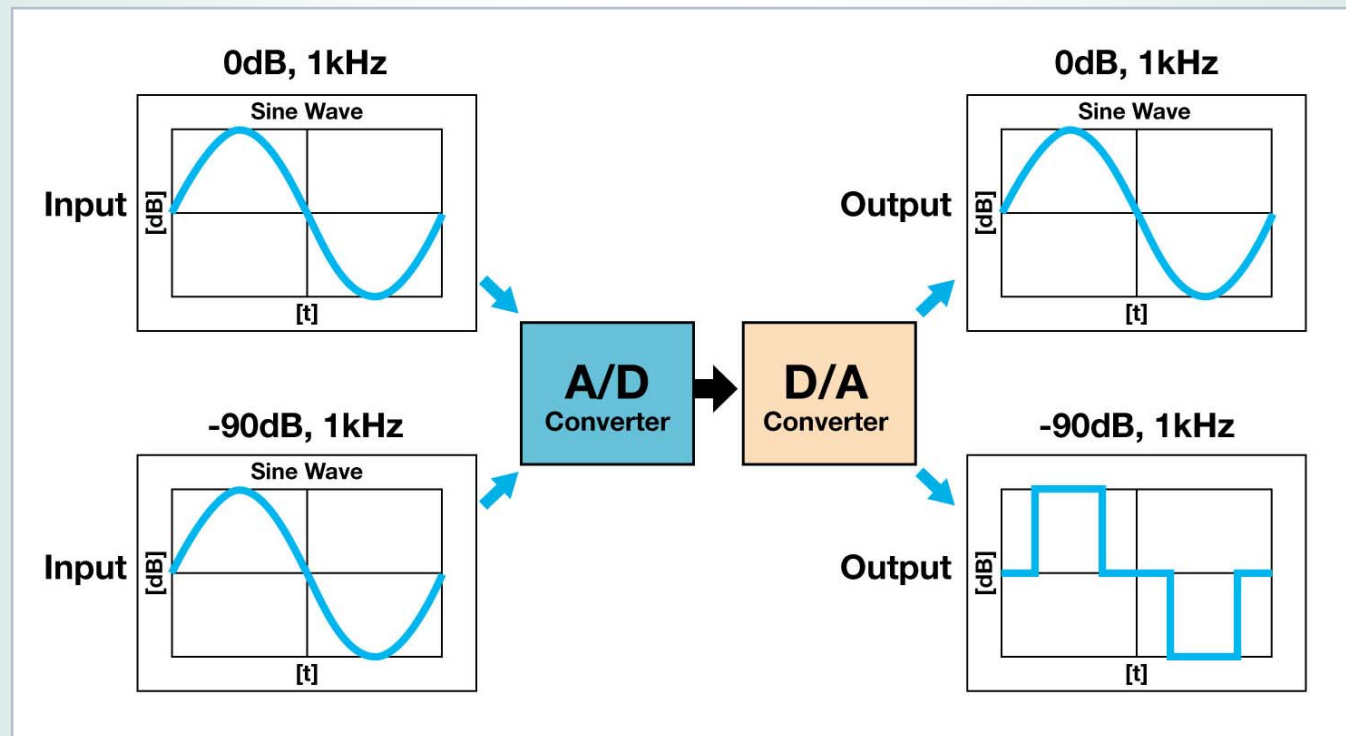 0dB, 1kHz
Sine Wave
Input
[dB]
[t]
0dB, 1kHz
Sine Wave
Output
[dB]
[t]
A/D
Converter
D/A
Converter
-90dB, 1kHz
Sine Wave
Input
[dB]
[t]
-90dB, 1kHz
Output
[dB]
[t]